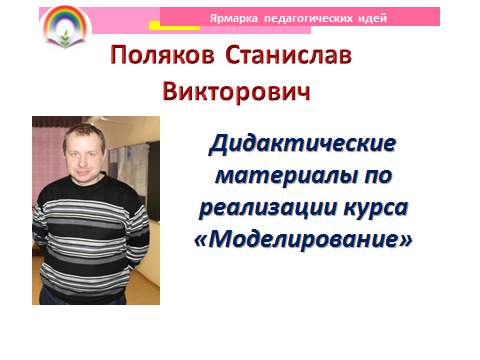 Ярмарка педагогических идей
Поляков Станислав
Викторович
Дидактические
материалы по
реализации курса
«Моделирование»